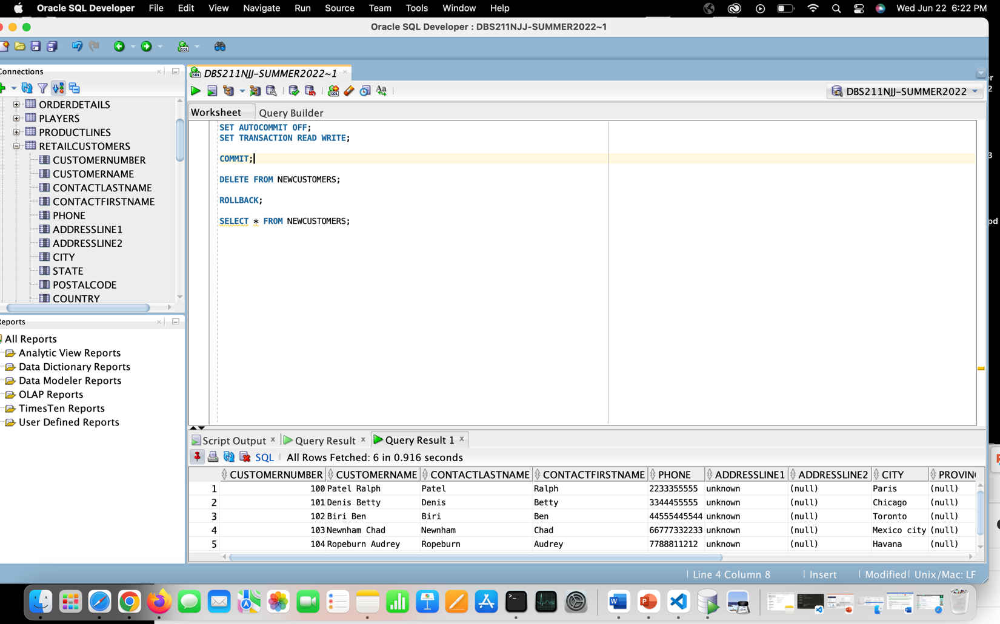 Oracle SQL Developer File Edit View Navigate Run Source Team Tools Window Help Wed Jun 22 6:22 PM
Oracle SQL Developer : DBS211NJJ-SUMMER2022~1
Connections
DBS211NJJ-SUMMER2022~1
DBS211NJJ-SUMMER2022
Worksheet Query Builder
ORDERDETAILS
PLAYERS
PRODUCTLINES
RETAILCUSTOMERS
CUSTOMERNUMBER
CUSTOMERNAME
CONTACTLASTNAME
CONTACTFIRSTNAME
PHONE
ADDRESSLINE1
ADDRESSLINE2
CITY
STATE
POSTALCODE
COUNTRY
SET AUTOCOMMIT OFF;
SET TRANSACTION READ WRITE;
COMMIT;
DELETE FROM NEWCUSTOMERS;
ROLLBACK;
SELECT * FROM NEWCUSTOMERS;
Reports
All Reports
Analytic View Reports
Data Dictionary Reports
Data Modeler Reports
OLAP Reports
TimesTen Reports
User Defined Reports
Script Output Query Result Query Result 1
SQL All Rows Fetched: 6 in 0.916 seconds
CUSTOMERNUMBER CUSTOMERNAME CONTACTLASTNAME CONTACTFIRSTNAME PHONE ADDRESSLINE1 ADDRESSLINE2 CITY PROVIN
1 100 Patel Ralph Patel Ralph 2233355555 unknown (null) Paris (null)
2 101 Denis Betty Denis Betty 3344455555 unknown (null) Chicago (null)
3 102 Biri Ben Biri Ben 44555445544 unknown (null) Toronto (null)
4 103 Newnham Chad Newnham Chad 66777332233 unknown (null) Mexico city (null)
5 104 Ropeburn Audrey Ropeburn Audrey 7788811212 unknown (null) Havana (null)
Line 4 Column 8 Insert Modified Unix/Mac: LF